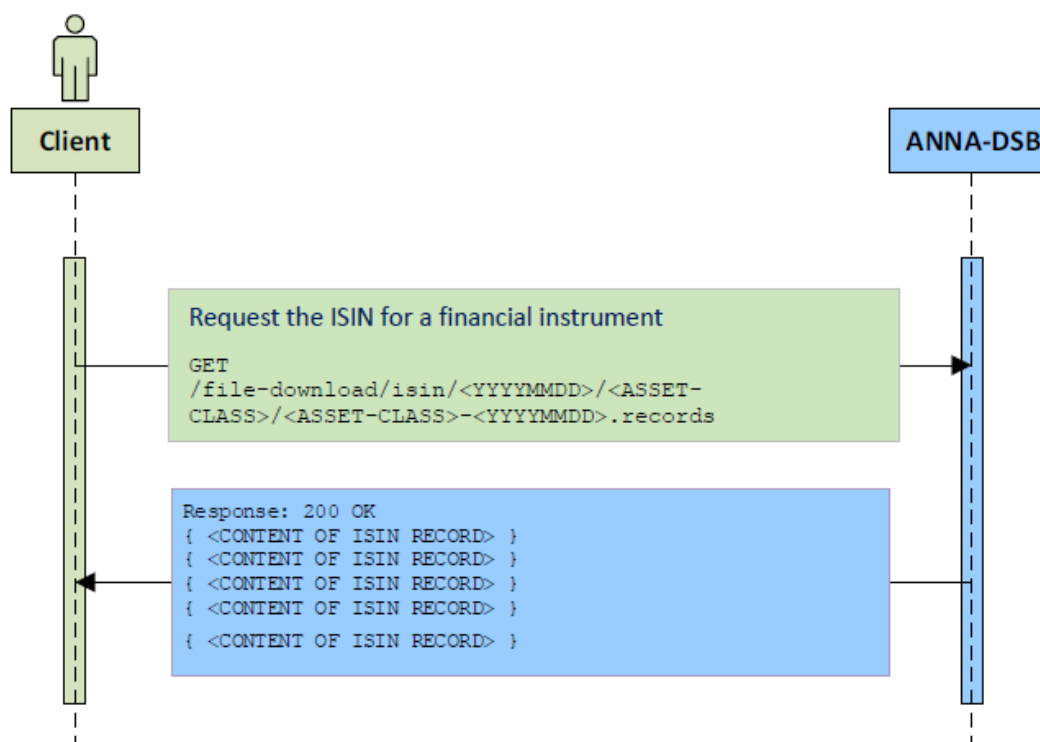 Client
ANNA-DSB
Request the ISIN for a financial instrument
GET
/file-download/isin/<YYYYMMDD>/<ASSET-
CLASS>/<ASSET-CLASS>-<YYYYMMDD>.records
Response: 200 OK
{ <CONTENT OF ISIN RECORD> }
{ <CONTENT OF ISIN RECORD> }
{ <CONTENT OF ISIN RECORD> }
{ <CONTENT OF ISIN RECORD> }
{ <CONTENT OF ISIN RECORD> }